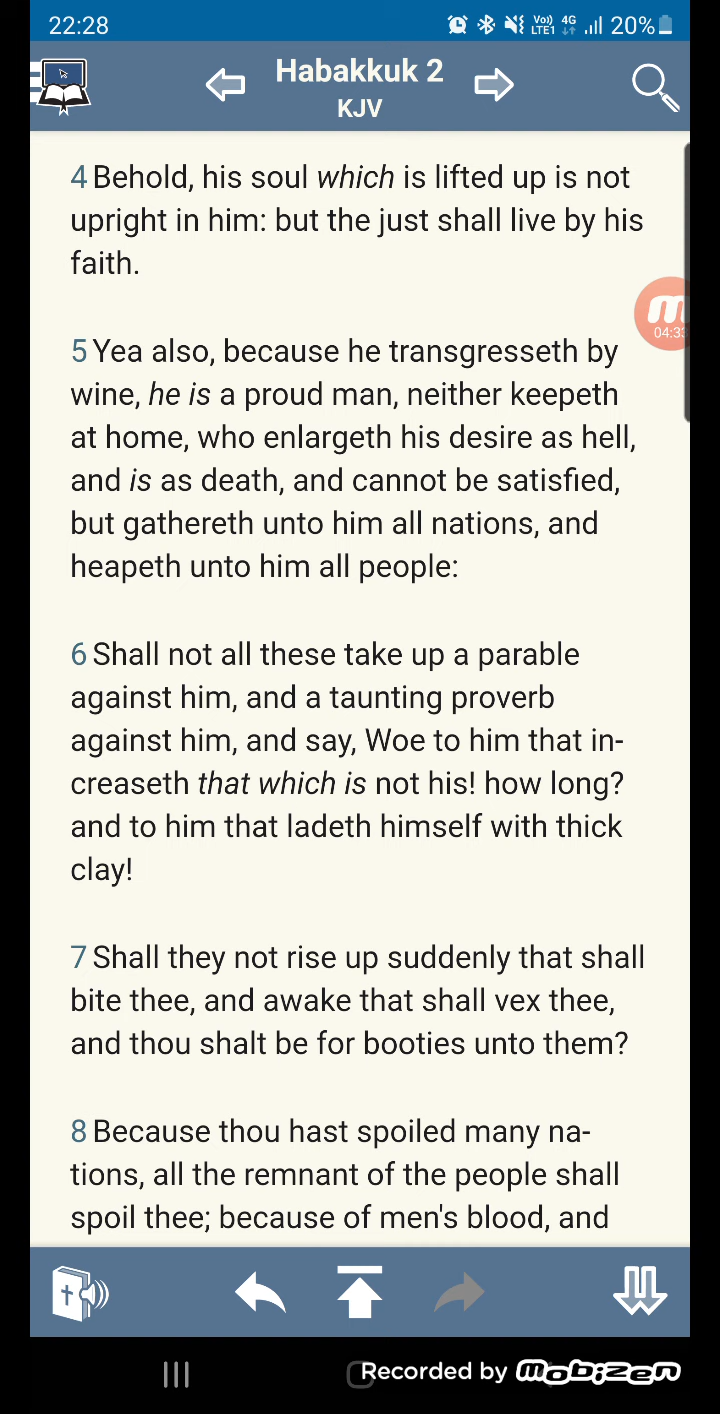 22:28
Vo)) 4G
LTE1
20%
Habakkuk 2
KJV
4 Behold, his soul which is lifted up is not
upright in him: but the just shall live by his
faith.
04:33
5 Yea also, because he transgresseth by
wine, he is a proud man, neither keepeth
at home, who enlargeth his desire as hell,
and is as death, and cannot be satisfied,
but gathereth unto him all nations, and
heapeth unto him all people:
6 Shall not all these take up a parable
against him, and a taunting proverb
against him, and say, Woe to him that in-
creaseth that which is not his! how long?
and to him that ladeth himself with thick
clay!
7 Shall they not rise up suddenly that shall
bite thee, and awake that shall vex thee,
and thou shalt be for booties unto them?
8 Because thou hast spoiled many na-
tions, all the remnant of the people shall
spoil thee; because of men's blood, and
Recorded by mobizen